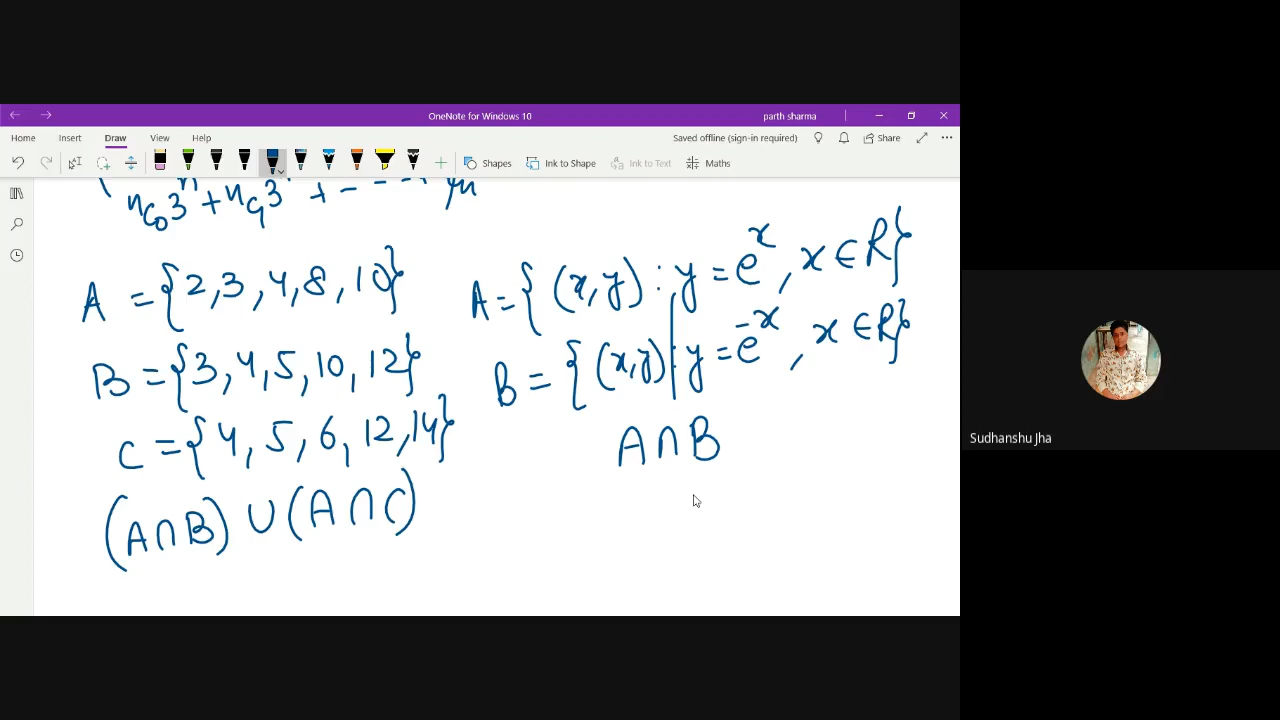 OneNote for Windows 10
parth sharma
Home Insert Draw View Help
Saved offline (sign-in required) Share
Shapes Ink to Shape Ink to Text Maths
A = {2,3,4,8,10}
B = {3,4,5,10,12}
C = {4,5,6,12,14}
(A∩B) ∪ (A∩C)
A = {(x,y) : y = e^x, x ∈ R}
B = {(x,y) : y = e^-x, x ∈ R}
A∩B
Sudhanshu Jha